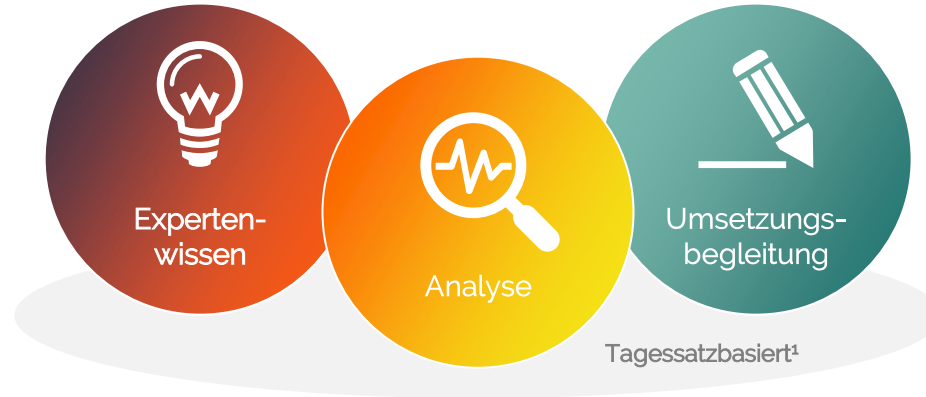 Experten-
wissen
Analyse
Umsetzungs-
begleitung
Tagessatzbasiert¹